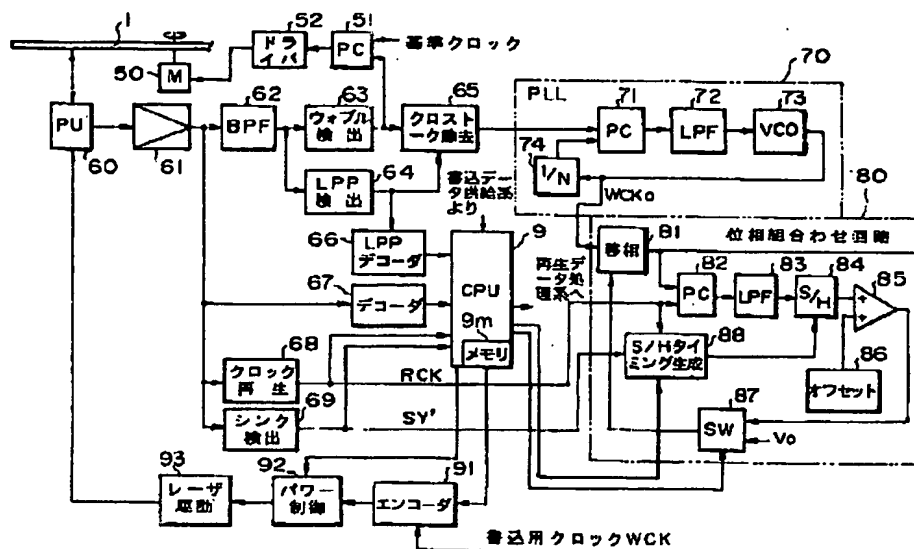 1
52
51
ドライバ
PC
基準クロック
50
M
70
62
63
65
PLL
71
72
73
PU
BPF
ウォブル検出
クロストーク除去
PC
LPF
VCO
60
61
64
74
1/N
LPP検出
書込データ供給系より
WCKo
80
66
9
81
位相組合わせ回路
LPPデコーダ
移相
82
83
84
85
67
CPU
再生データ処理系へ
PC
LPF
S/H
+
+
デコーダ
9m
88
68
メモリ
S/Hタイミング生成
86
クロック再生
RCK
オフセット
69
87
シンク検出
SY'
SW
Vo
93
92
91
レーザ駆動
パワー制御
エンコーダ
書込用クロックWCK